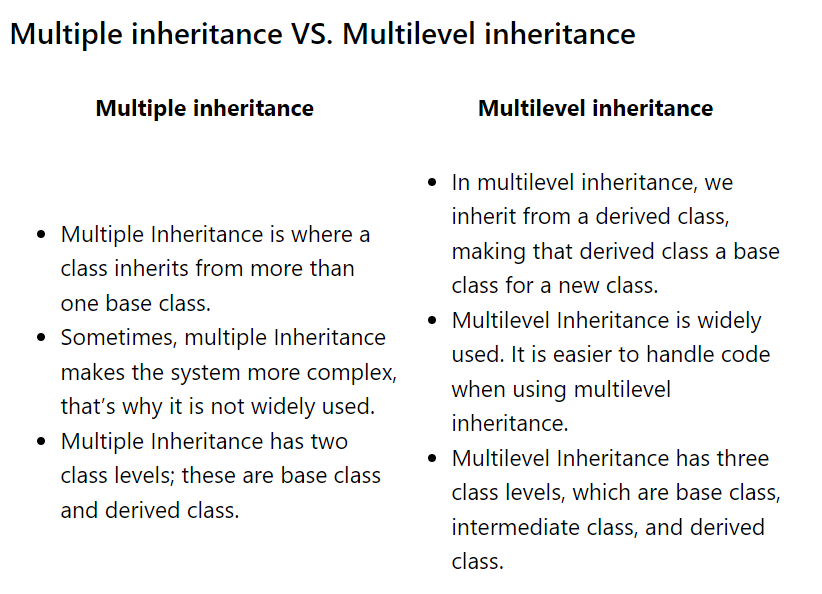 Multiple inheritance VS. Multilevel inheritance
Multiple inheritance
• Multiple Inheritance is where a
class inherits from more than
one base class.
• Sometimes, multiple Inheritance
makes the system more complex,
that’s why it is not widely used.
• Multiple Inheritance has two
class levels; these are base class
and derived class.
Multilevel inheritance
• In multilevel inheritance, we
inherit from a derived class,
making that derived class a base
class for a new class.
• Multilevel Inheritance is widely
used. It is easier to handle code
when using multilevel
inheritance.
• Multilevel Inheritance has three
class levels, which are base class,
intermediate class, and derived
class.